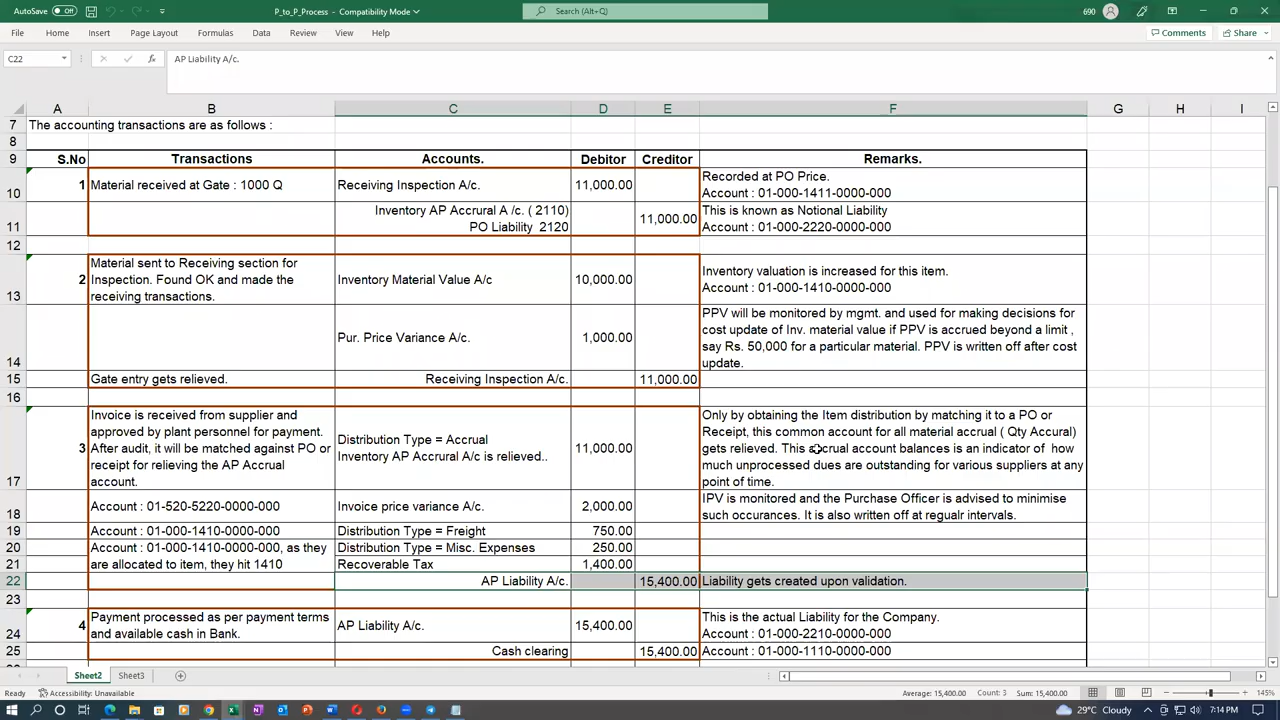 AutoSave Off
P_to_P_Process - Compatibility Mode
Search (Alt+Q)
690
File Home Insert Page Layout Formulas Data Review View Help
Comments Share
C22
fx
AP Liability A/c.
A B C D E F G H I
7 The accounting transactions are as follows :
8
9 S.No Transactions Accounts. Debitor Creditor Remarks.
10 1 Material received at Gate : 1000 Q Receiving Inspection A/c. 11,000.00 Recorded at PO Price.
Account : 01-000-1411-0000-000
11 Inventory AP Accrural A /c. ( 2110) 11,000.00 This is known as Notional Liability
PO Liability 2120 Account : 01-000-2220-0000-000
12
13 2 Material sent to Receiving section for
Inspection. Found OK and made the
receiving transactions.
Inventory Material Value A/c 10,000.00 Inventory valuation is increased for this item.
Account : 01-000-1410-0000-000
14 Pur. Price Variance A/c. 1,000.00 PPV will be monitored by mgmt. and used for making decisions for
cost update of Inv. material value if PPV is accrued beyond a limit ,
say Rs. 50,000 for a particular material. PPV is written off after cost
update.
15 Gate entry gets relieved. Receiving Inspection A/c. 11,000.00
16
17 3 Invoice is received from supplier and
approved by plant personnel for payment.
After audit, it will be matched against PO or
receipt for relieving the AP Accrual
account.
Distribution Type = Accrual
Inventory AP Accrural A/c is relieved..
11,000.00
Only by obtaining the Item distribution by matching it to a PO or
Receipt, this common account for all material accrual ( Qty Accural)
gets relieved. This accrual account balances is an indicator of how
much unprocessed dues are outstanding for various suppliers at any
point of time.
18 Account : 01-520-5220-0000-000 Invoice price variance A/c. 2,000.00 IPV is monitored and the Purchase Officer is advised to minimise
such occurances. It is also written off at regualr intervals.
19 Account : 01-000-1410-0000-000 Distribution Type = Freight 750.00
20 Account : 01-000-1410-0000-000, as they Distribution Type = Misc. Expenses 250.00
21 are allocated to item, they hit 1410 Recoverable Tax 1,400.00
22 AP Liability A/c. 15,400.00 Liability gets created upon validation.
23
24 4 Payment processed as per payment terms
and available cash in Bank.
AP Liability A/c. 15,400.00 This is the actual Liability for the Company.
Account : 01-000-2210-0000-000
25 Cash clearing 15,400.00 Account : 01-000-1110-0000-000
Sheet2 Sheet3
Ready Accessibility: Unavailable Average: 15,400.00 Count: 3 Sum: 15,400.00 145%
29°C Cloudy 7:14 PM